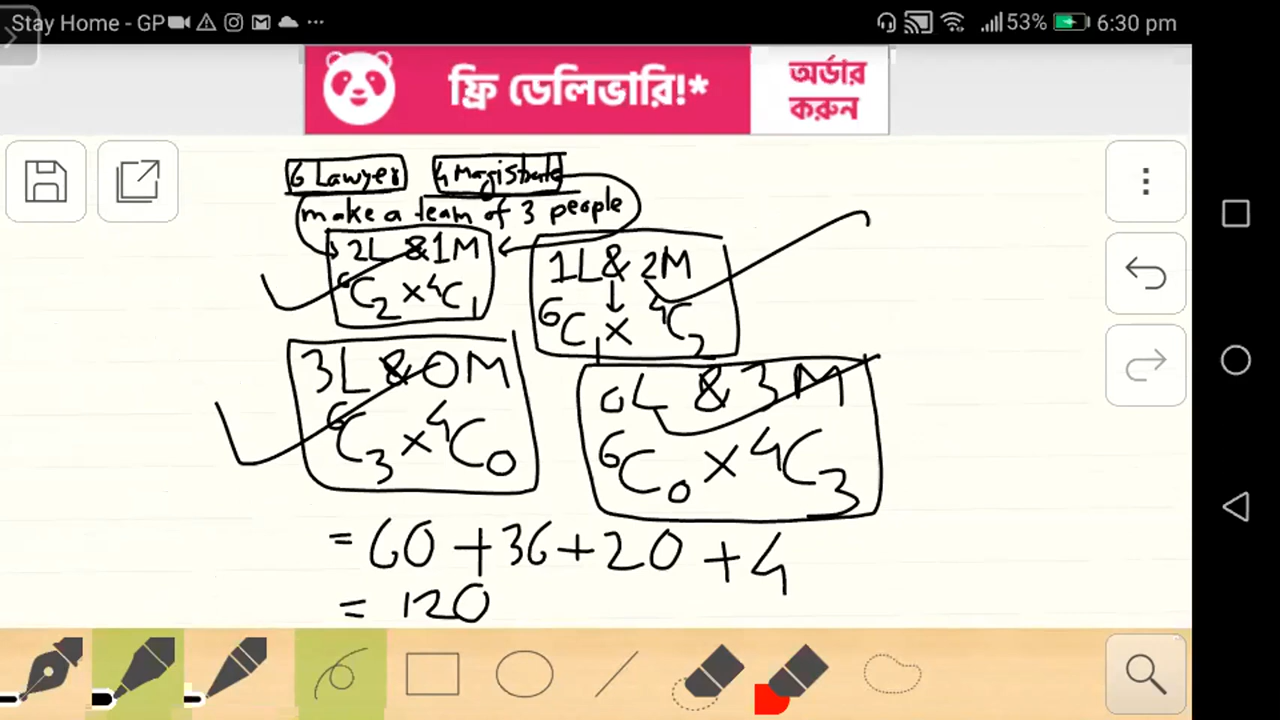 Stay Home - GP ... 53% 6:30 pm
ফ্রি ডেলিভারি!*
অর্ডার
করুন
6 Lawyer 4 Magistrate
make a team of 3 people
2L & 1M
⁶C₂ × ⁴C₁
1L & 2M
⁶C₁ × ⁴C₂
3L & 0M
⁶C₃ × ⁴C₀
0L & 3M
⁶C₀ × ⁴C₃
= 60 + 36 + 20 + 4
= 120